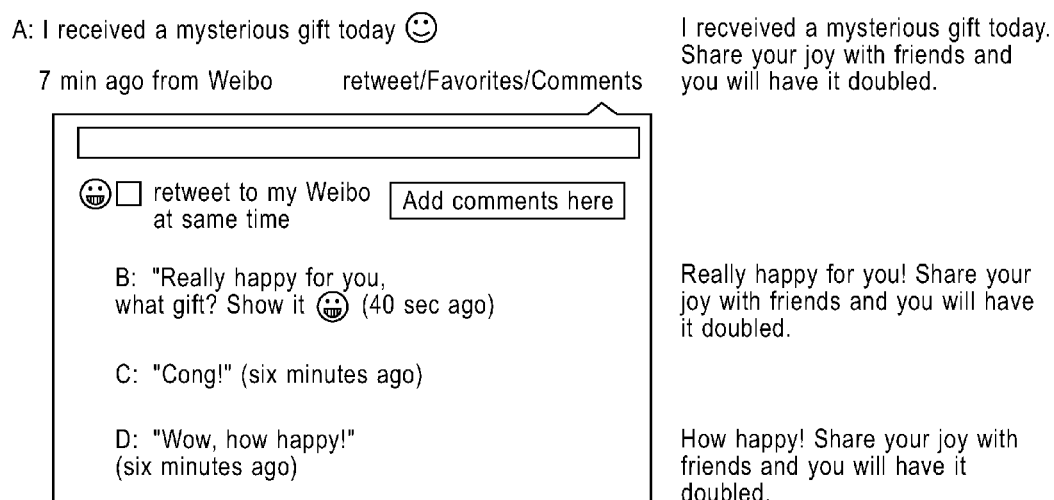 A: I received a mysterious gift today
7 min ago from Weibo retweet/Favorites/Comments
retweet to my Weibo
at same time
Add comments here
B: "Really happy for you,
what gift? Show it (40 sec ago)
C: "Cong!" (six minutes ago)
D: "Wow, how happy!"
(six minutes ago)
I recveived a mysterious gift today.
Share your joy with friends and
you will have it doubled.
Really happy for you! Share your
joy with friends and you will have
it doubled.
How happy! Share your joy with
friends and you will have it
doubled.